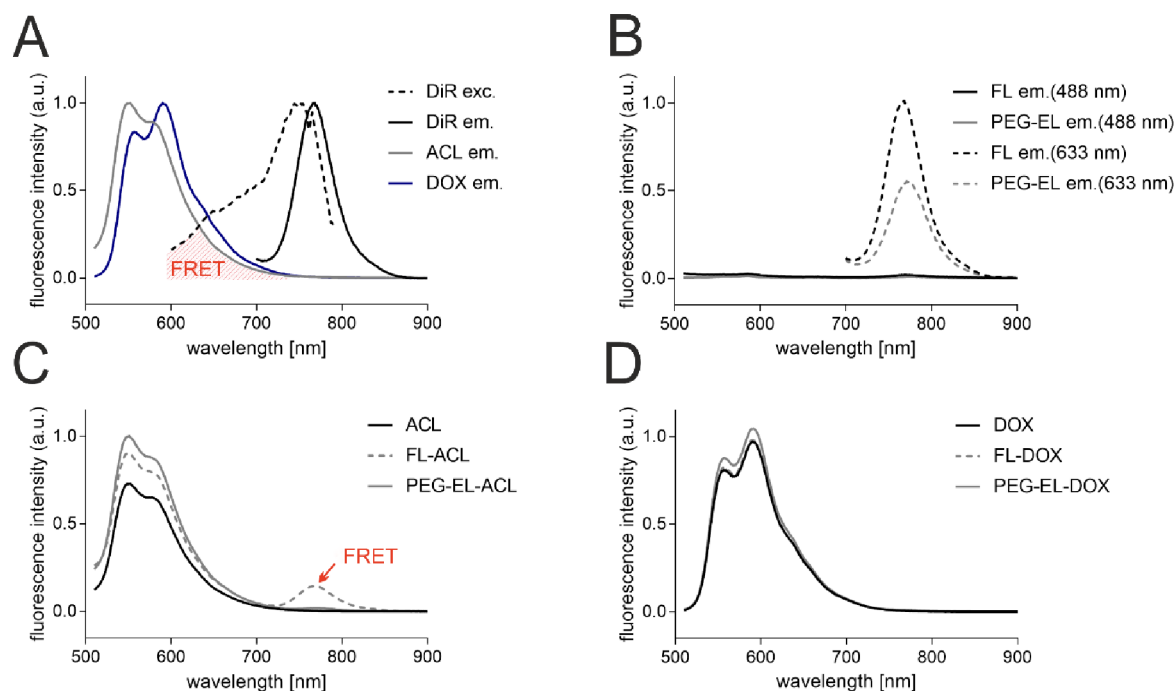 A
fluorescence intensity (a.u.)
1.0
0.5
0.0
500 600 700 800 900
wavelength [nm]
FRET
DiR exc.
DiR em.
ACL em.
DOX em.
B
fluorescence intensity (a.u.)
1.0
0.5
0.0
500 600 700 800 900
wavelength [nm]
FL em.(488 nm)
PEG-EL em.(488 nm)
FL em.(633 nm)
PEG-EL em.(633 nm)
C
fluorescence intensity (a.u.)
1.0
0.5
0.0
500 600 700 800 900
wavelength [nm]
FRET
ACL
FL-ACL
PEG-EL-ACL
D
fluorescence intensity (a.u.)
1.0
0.5
0.0
500 600 700 800 900
wavelength [nm]
DOX
FL-DOX
PEG-EL-DOX